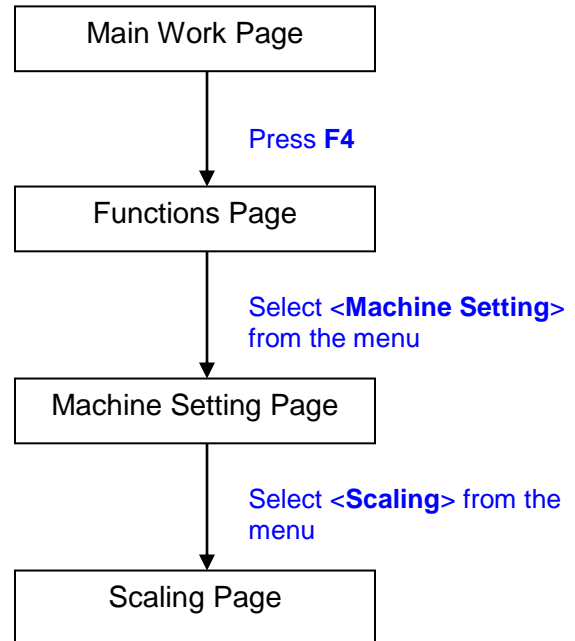 Main Work Page
Press F4
Functions Page
Select <Machine Setting>
from the menu
Machine Setting Page
Select <Scaling> from the
menu
Scaling Page